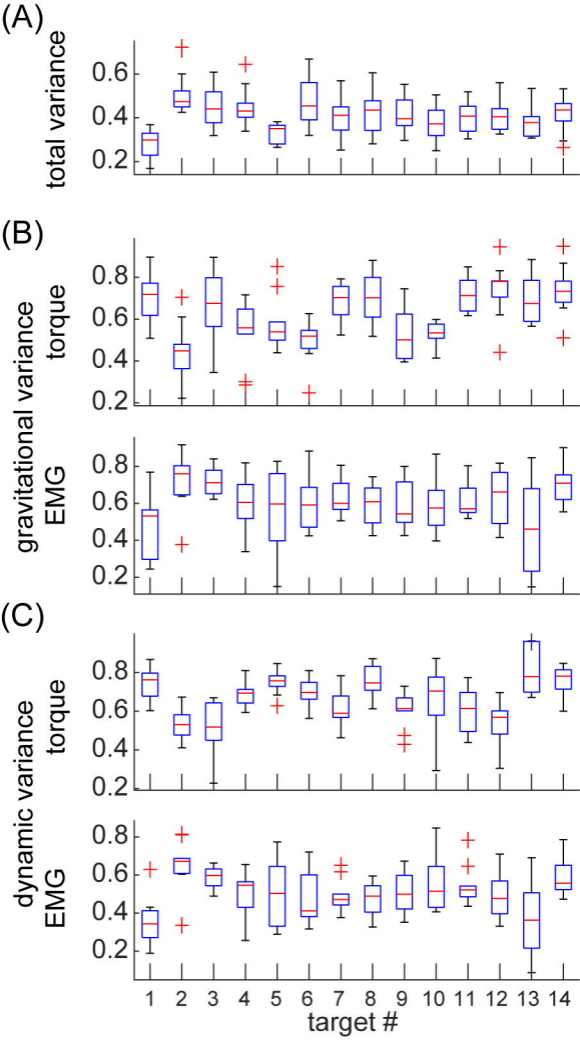 (A)
total variance
0.6
0.4
0.2
(B)
gravitational variance
torque
0.8
0.6
0.4
0.2
EMG
0.8
0.6
0.4
0.2
(C)
dynamic variance
torque
0.8
0.6
0.4
0.2
EMG
0.8
0.6
0.4
0.2
1 2 3 4 5 6 7 8 9 10 11 12 13 14
target #